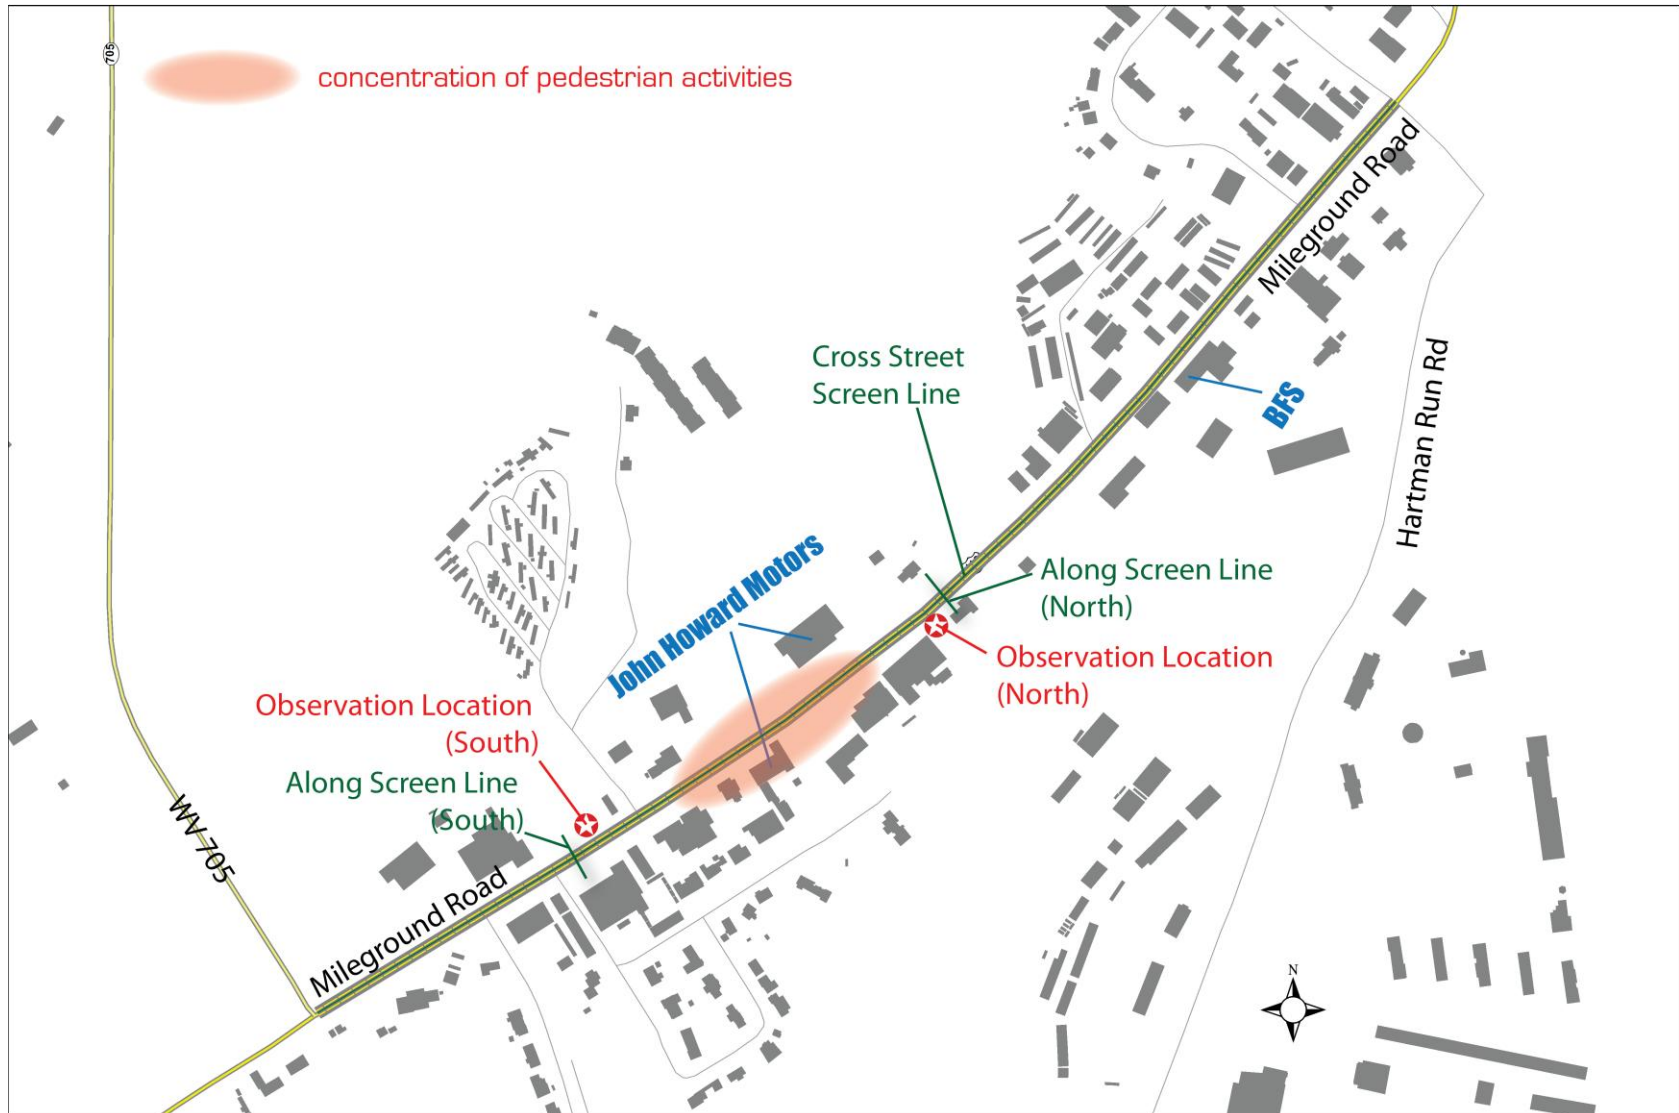 705
concentration of pedestrian activities
Mileground Road
Cross Street
Screen Line
BFS
Hartman Run Rd
John Howard Motors
Along Screen Line
(North)
Observation Location
(North)
Observation Location
(South)
Along Screen Line
(South)
WV 705
Mileground Road
N